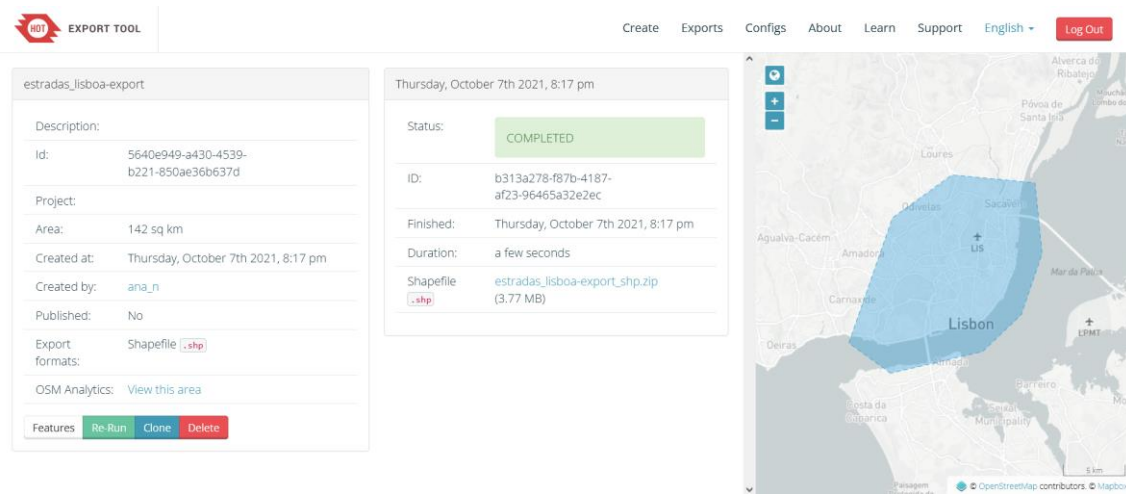 HOT EXPORT TOOL
Create Exports Configs About Learn Support English Log Out
estradas_lisboa-export
Description:
Id: 5640e949-a430-4539-
b221-850ae36b637d
Project:
Area: 142 sq km
Created at: Thursday, October 7th 2021, 8:17 pm
Created by: ana_n
Published: No
Export Shapefile .shp
formats:
OSM Analytics: View this area
Features Re-Run Clone Delete
Thursday, October 7th 2021, 8:17 pm
Status: COMPLETED
ID: b313a278-f87b-4187-
af23-96465a32e2ec
Finished: Thursday, October 7th 2021, 8:17 pm
Duration: a few seconds
Shapefile estradas_lisboa-export_shp.zip
.shp (3.77 MB)
Alverca do
Ribatejo
Póvoa de
Santa Iria
Loures
Odivelas
Sacavém
Agualva-Cacém
LIS
Amadora
Mar da Palha
Carnaxide
Lisbon
LPMT
Oeiras
Almada
Barreiro
Costa da
Caparica
Seixal
Municipality
5 km
Paisagem
© OpenStreetMap contributors. © Mapbox